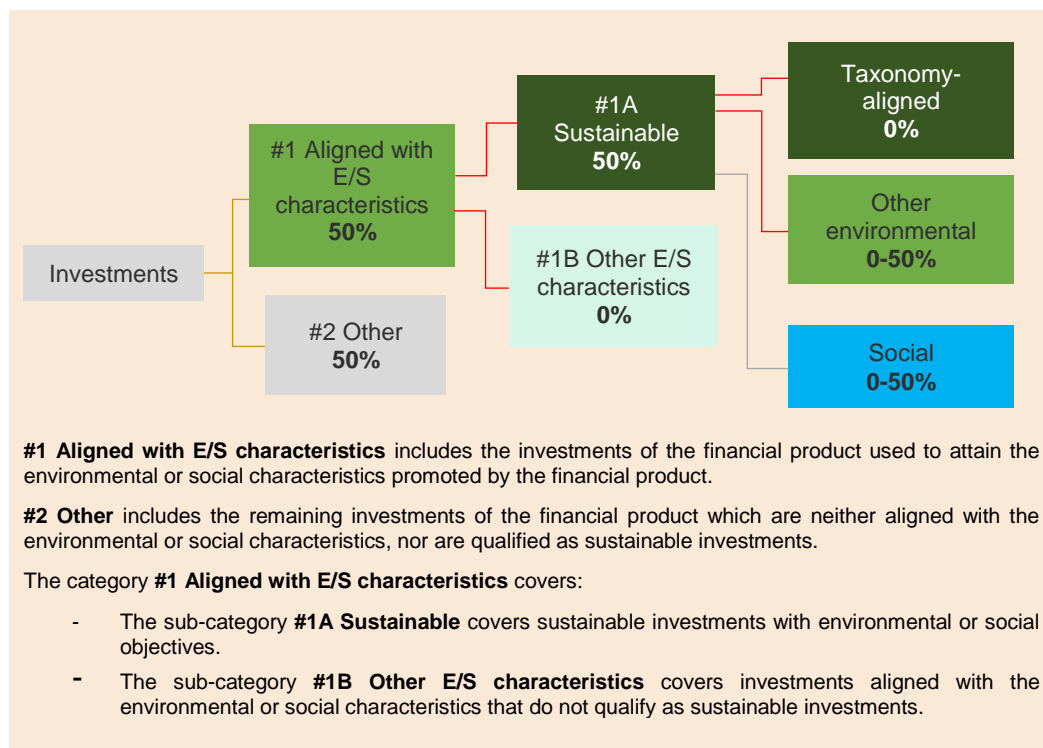 Investments
#1 Aligned with
E/S
characteristics
50%
#2 Other
50%
#1A
Sustainable
50%
#1B Other E/S
characteristics
0%
Taxonomy-
aligned
0%
Other
environmental
0-50%
Social
0-50%
#1 Aligned with E/S characteristics includes the investments of the financial product used to attain the
environmental or social characteristics promoted by the financial product.
#2 Other includes the remaining investments of the financial product which are neither aligned with the
environmental or social characteristics, nor are qualified as sustainable investments.
The category #1 Aligned with E/S characteristics covers:
- The sub-category #1A Sustainable covers sustainable investments with environmental or social
objectives.
- The sub-category #1B Other E/S characteristics covers investments aligned with the
environmental or social characteristics that do not qualify as sustainable investments.